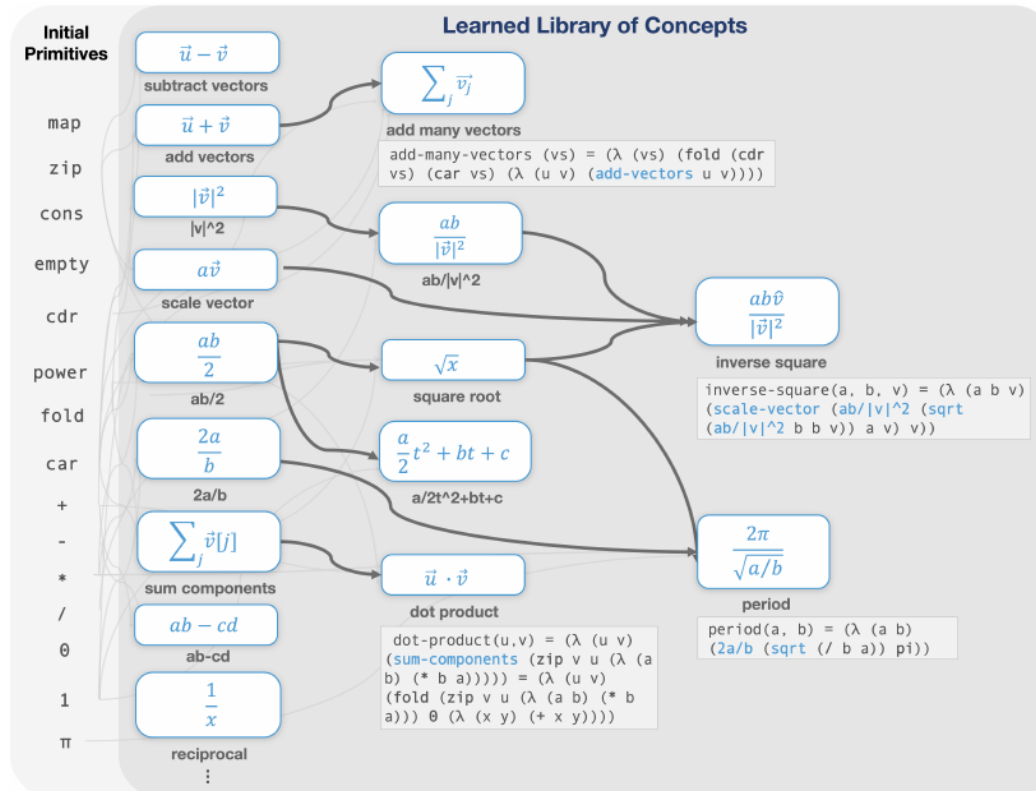 Learned Library of Concepts
Initial
Primitives
map
zip
cons
empty
cdr
power
fold
car
+
-
*
/
0
1
π
u⃗ − v⃗
subtract vectors
u⃗ + v⃗
add vectors
|v⃗|²
|v|^2
av⃗
scale vector
ab
2
ab/2
2a
b
2a/b
∑_j v⃗[j]
sum components
ab − cd
ab-cd
1
x
reciprocal
⋮
∑_j v⃗_j
add many vectors
add-many-vectors (vs) = (λ (vs) (fold (cdr
vs) (car vs) (λ (u v) (add-vectors u v))))
ab
|v⃗|²
ab/|v|^2
√x
square root
a/2 t² + bt + c
a/2t^2+bt+c
u⃗ · v⃗
dot product
dot-product(u,v) = (λ (u v)
(sum-components (zip v u (λ (a
b) (* b a))))) = (λ (u v)
(fold (zip v u (λ (a b) (* b
a))) 0 (λ (x y) (+ x y))))
abv̂
|v⃗|²
inverse square
inverse-square(a, b, v) = (λ (a b v)
(scale-vector (ab/|v|^2 (sqrt
(ab/|v|^2 b b v)) a v) v))
2π
√a/b
period
period(a, b) = (λ (a b)
(2a/b (sqrt (/ b a)) pi))